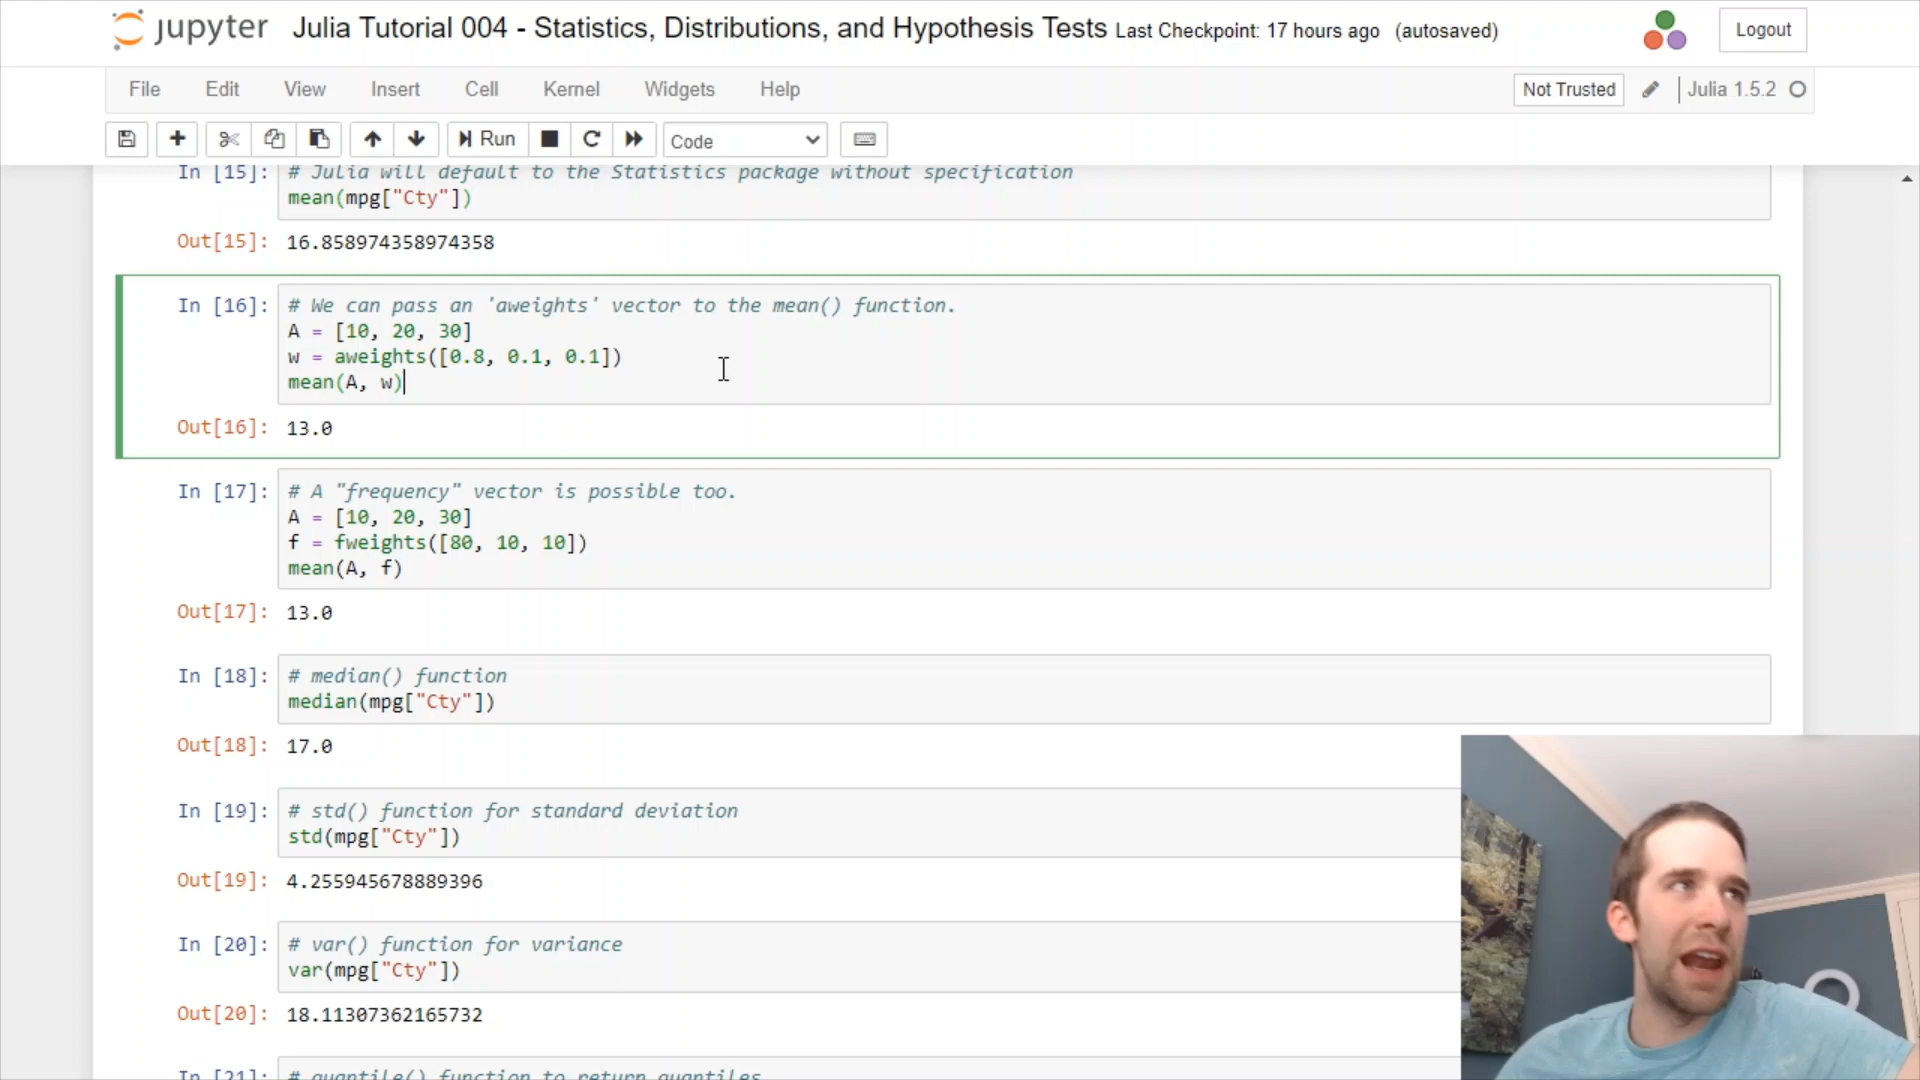 jupyter Julia Tutorial 004 - Statistics, Distributions, and Hypothesis Tests Last Checkpoint: 17 hours ago (autosaved) Logout
File Edit View Insert Cell Kernel Widgets Help Not Trusted Julia 1.5.2
Run Code
In [15]: # Julia will default to the Statistics package without specification
mean(mpg["Cty"])
Out[15]: 16.858974358974358
In [16]: # We can pass an 'aweights' vector to the mean() function.
A = [10, 20, 30]
w = aweights([0.8, 0.1, 0.1])
mean(A, w)
Out[16]: 13.0
In [17]: # A "frequency" vector is possible too.
A = [10, 20, 30]
f = fweights([80, 10, 10])
mean(A, f)
Out[17]: 13.0
In [18]: # median() function
median(mpg["Cty"])
Out[18]: 17.0
In [19]: # std() function for standard deviation
std(mpg["Cty"])
Out[19]: 4.255945678889396
In [20]: # var() function for variance
var(mpg["Cty"])
Out[20]: 18.11307362165732
In [21]: # quantile() function to return quantiles